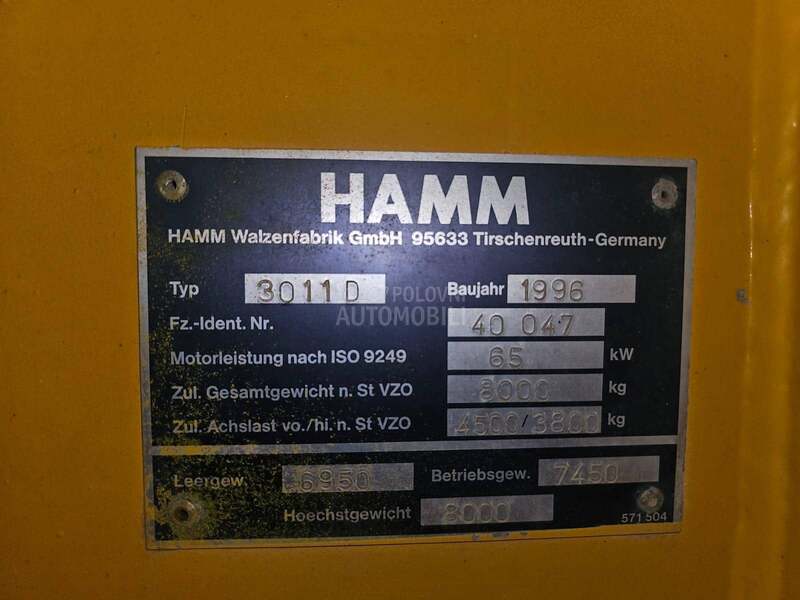 HAMM
HAMM Walzenfabrik GmbH 95633 Tirschenreuth-Germany
Typ 3011D Baujahr 1996
POLOVNI
AUTOMOBILI
Fz.-Ident. Nr. 40 047
Motorleistung nach ISO 9249 65 kW
Zul. Gesamtgewicht n. St VZO 8000 kg
Zul. Achslast vo./hi. n. St VZO 4500/3800 kg
Leergew. 6950 Betriebsgew. 7450
Hoechstgewicht 8000
571 504